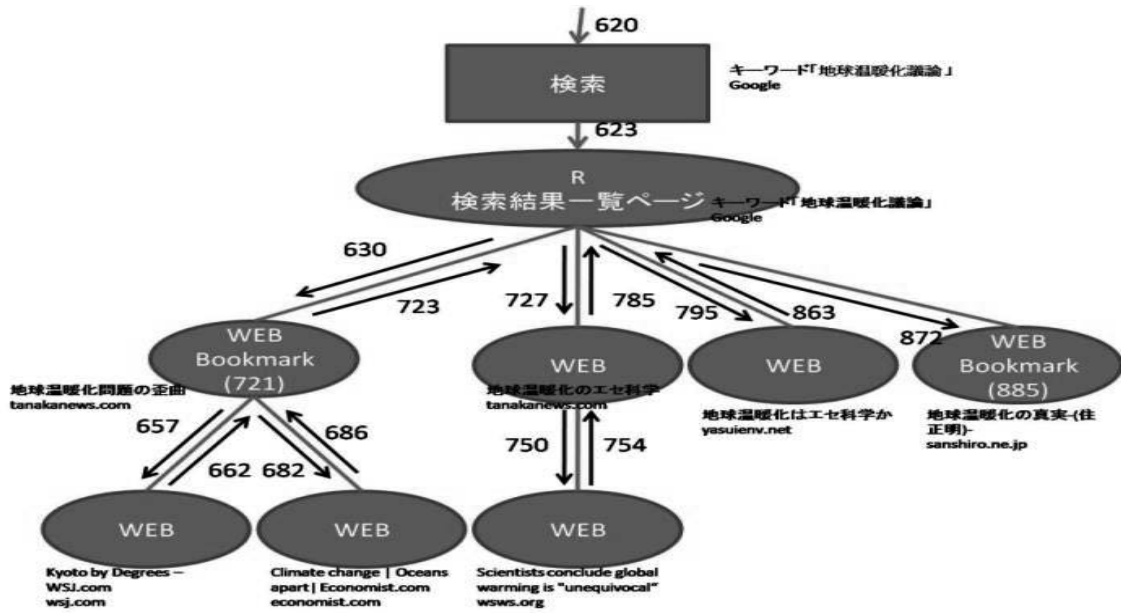 620
検索
キーワード「地球温暖化議論」
Google
623
R
検索結果一覧ページ
キーワード「地球温暖化議論」
Google
630
723
727
785
795
863
872
WEB
Bookmark
(721)
地球温暖化問題の歪曲
tanakanews.com
WEB
地球温暖化のエセ科学
tanakanews.com
WEB
地球温暖化はエセ科学か
yasuienv.net
WEB
Bookmark
(885)
地球温暖化の真実-(住
正明)-
sanshiro.ne.jp
657
662
682
686
750
754
WEB
Kyoto by Degrees –
WSJ.com
wsj.com
WEB
Climate change | Oceans
apart | Economist.com
economist.com
WEB
Scientists conclude global
warming is "unequivocal"
wsws.org